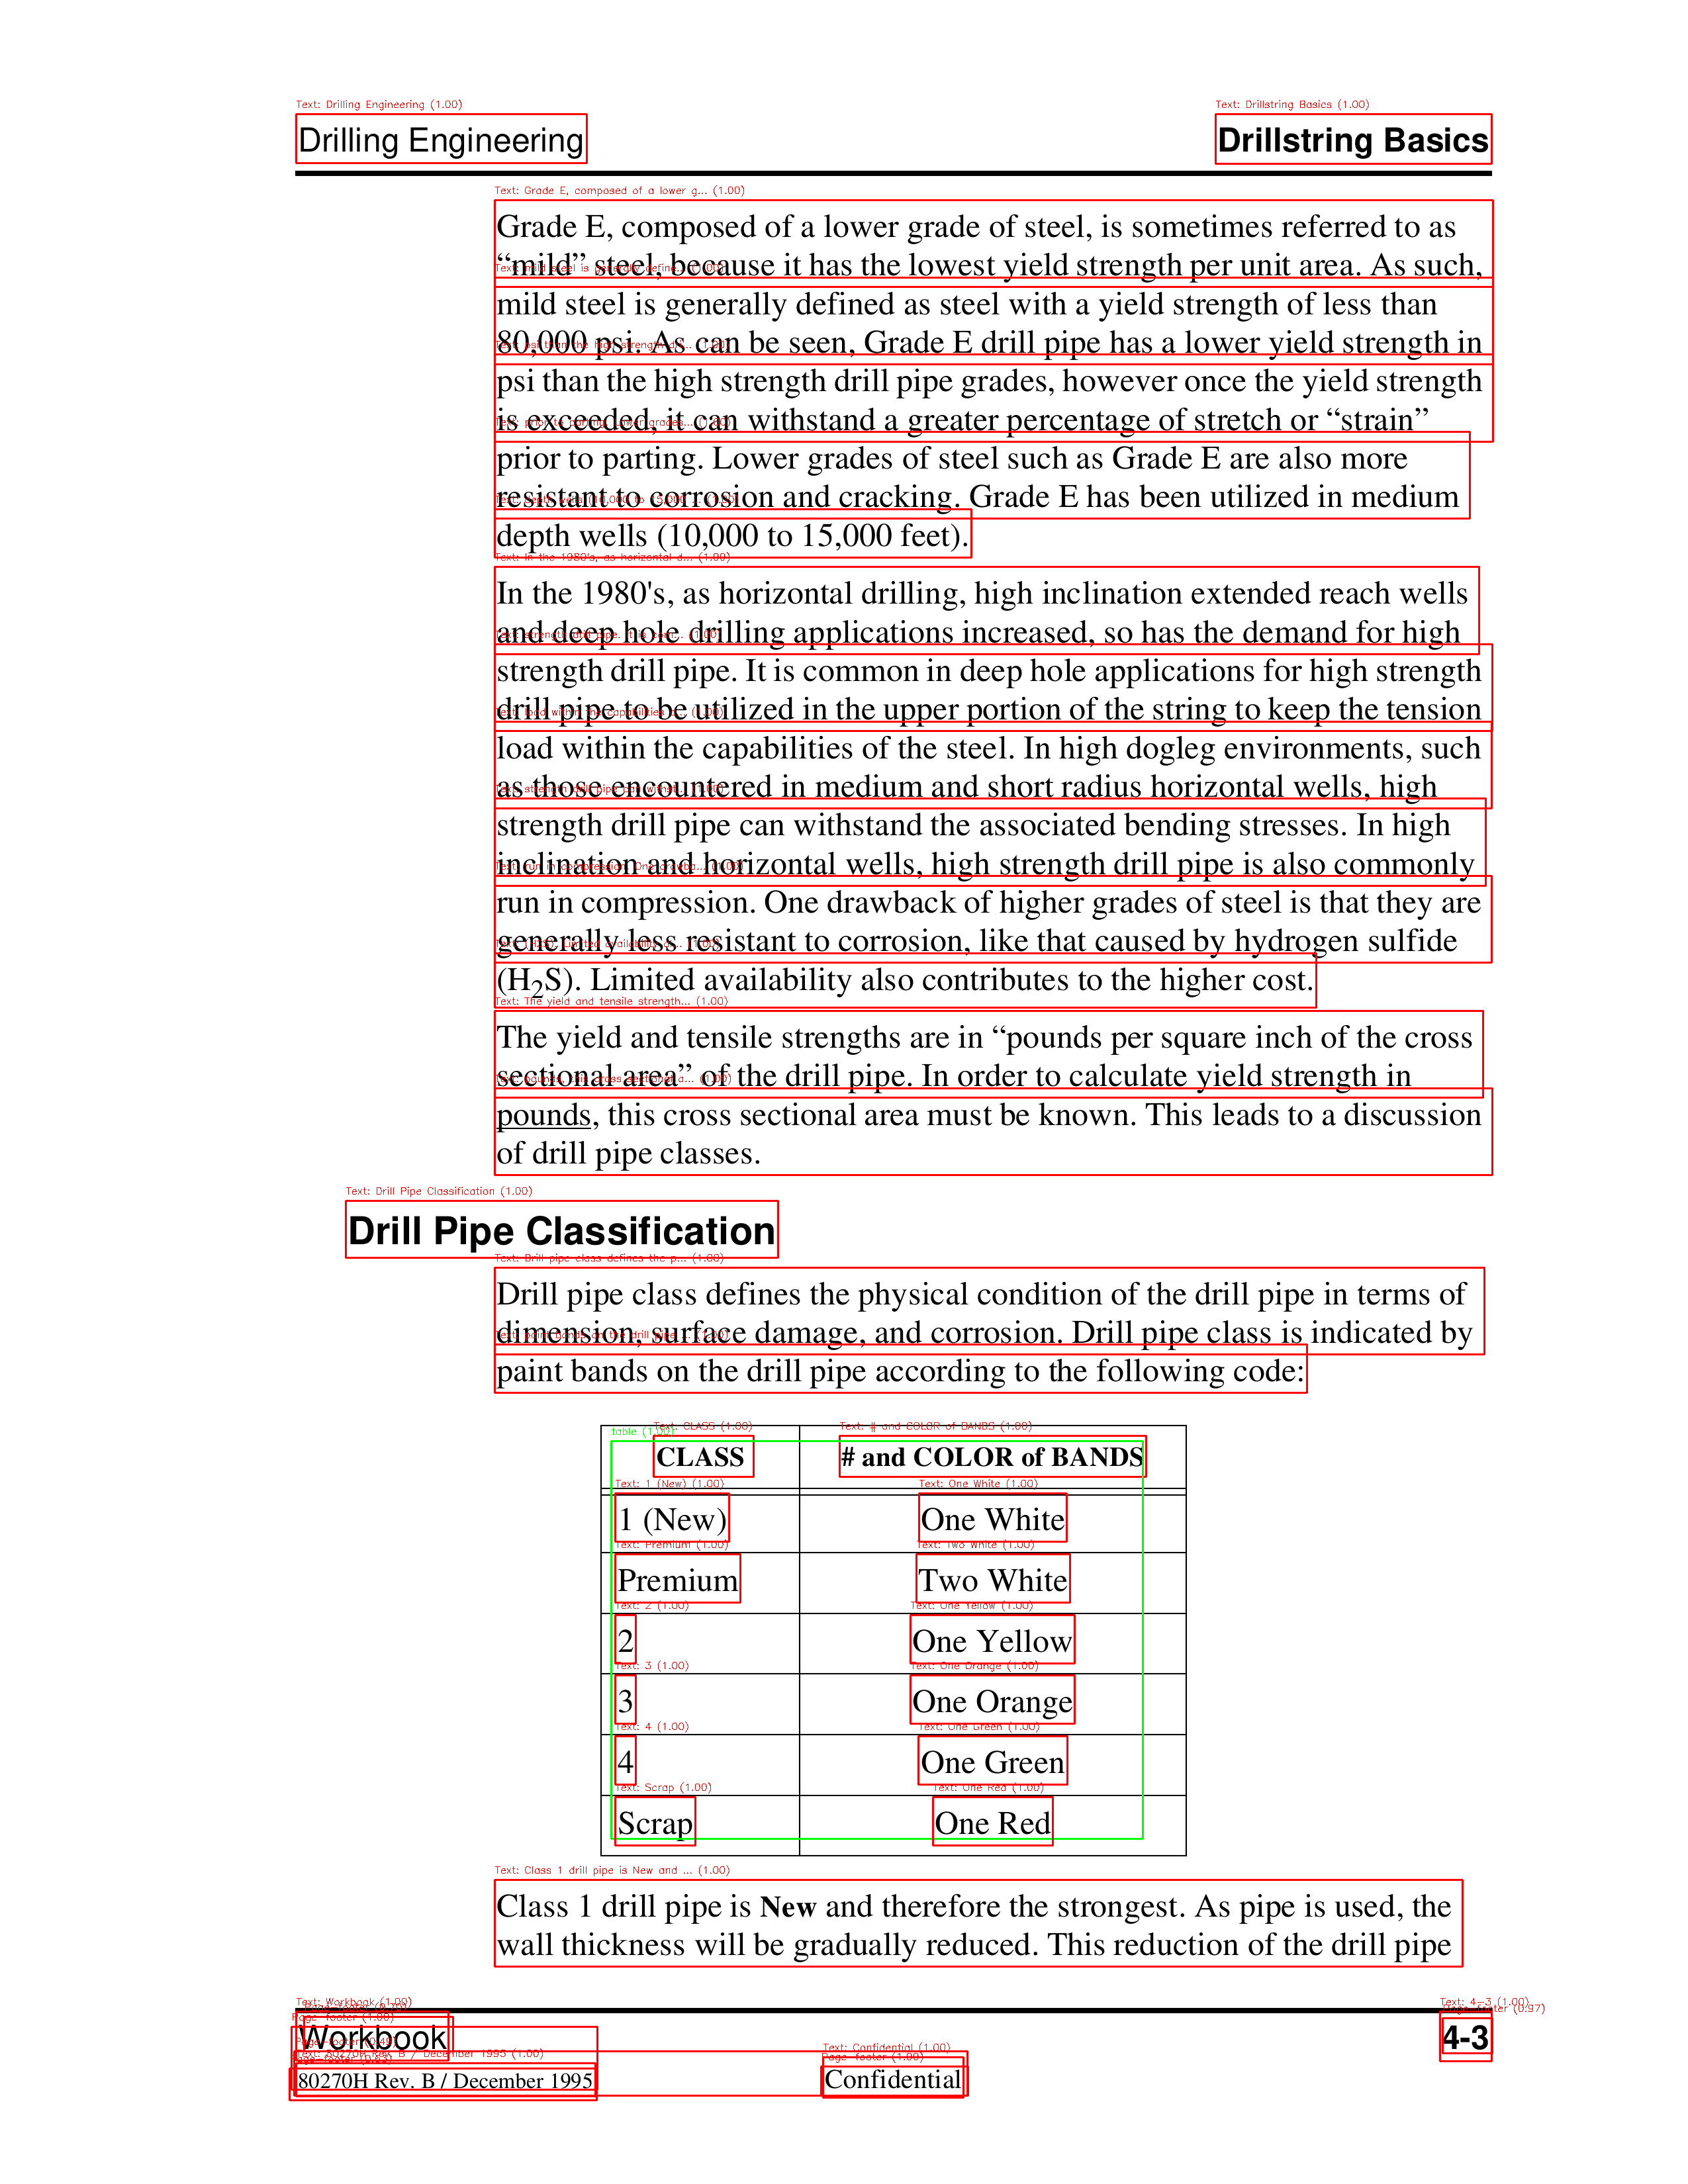 Drilling Engineering
Drillstring Basics
Grade E, composed of a lower grade of steel, is sometimes referred to as
“mild” steel, because it has the lowest yield strength per unit area. As such,
mild steel is generally defined as steel with a yield strength of less than
80,000 psi. As can be seen, Grade E drill pipe has a lower yield strength in
psi than the high strength drill pipe grades, however once the yield strength
is exceeded, it can withstand a greater percentage of stretch or “strain”
prior to parting. Lower grades of steel such as Grade E are also more
resistant to corrosion and cracking. Grade E has been utilized in medium
depth wells (10,000 to 15,000 feet).
In the 1980's, as horizontal drilling, high inclination extended reach wells
and deep hole drilling applications increased, so has the demand for high
strength drill pipe. It is common in deep hole applications for high strength
drill pipe to be utilized in the upper portion of the string to keep the tension
load within the capabilities of the steel. In high dogleg environments, such
as those encountered in medium and short radius horizontal wells, high
strength drill pipe can withstand the associated bending stresses. In high
inclination and horizontal wells, high strength drill pipe is also commonly
run in compression. One drawback of higher grades of steel is that they are
generally less resistant to corrosion, like that caused by hydrogen sulfide
(H2S). Limited availability also contributes to the higher cost.
The yield and tensile strengths are in “pounds per square inch of the cross
sectional area” of the drill pipe. In order to calculate yield strength in
pounds, this cross sectional area must be known. This leads to a discussion
of drill pipe classes.
Drill Pipe Classification
Drill pipe class defines the physical condition of the drill pipe in terms of
dimension, surface damage, and corrosion. Drill pipe class is indicated by
paint bands on the drill pipe according to the following code:
CLASS # and COLOR of BANDS
1 (New) One White
Premium Two White
2 One Yellow
3 One Orange
4 One Green
Scrap One Red
Class 1 drill pipe is New and therefore the strongest. As pipe is used, the
wall thickness will be gradually reduced. This reduction of the drill pipe
Workbook
4-3
80270H Rev. B / December 1995
Confidential